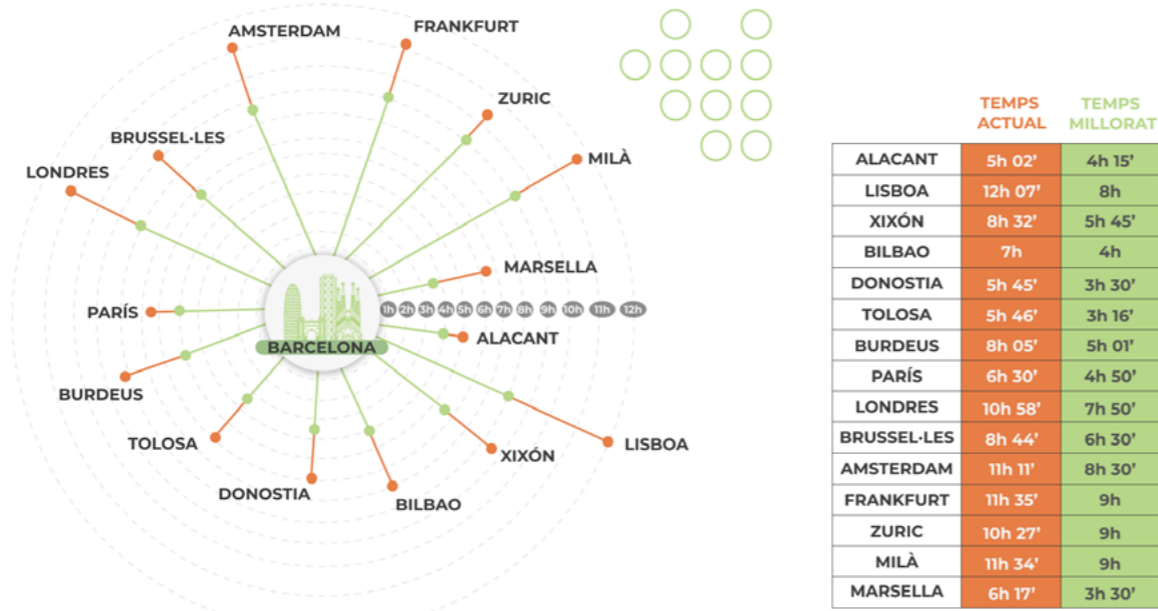 AMSTERDAM
FRANKFURT
ZURIC
BRUSSEL·LES
MILÀ
LONDRES
MARSELLA
PARÍS
1h 2h 3h 4h 5h 6h 7h 8h 9h 10h 11h 12h
ALACANT
BARCELONA
BURDEUS
TOLOSA
LISBOA
XIXÓN
DONOSTIA
BILBAO
TEMPS ACTUAL
TEMPS MILLORAT
ALACANT 5h 02’ 4h 15’
LISBOA 12h 07’ 8h
XIXÓN 8h 32’ 5h 45’
BILBAO 7h 4h
DONOSTIA 5h 45’ 3h 30’
TOLOSA 5h 46’ 3h 16’
BURDEUS 8h 05’ 5h 01’
PARÍS 6h 30’ 4h 50’
LONDRES 10h 58’ 7h 50’
BRUSSEL·LES 8h 44’ 6h 30’
AMSTERDAM 11h 11’ 8h 30’
FRANKFURT 11h 35’ 9h
ZURIC 10h 27’ 9h
MILÀ 11h 34’ 9h
MARSELLA 6h 17’ 3h 30’